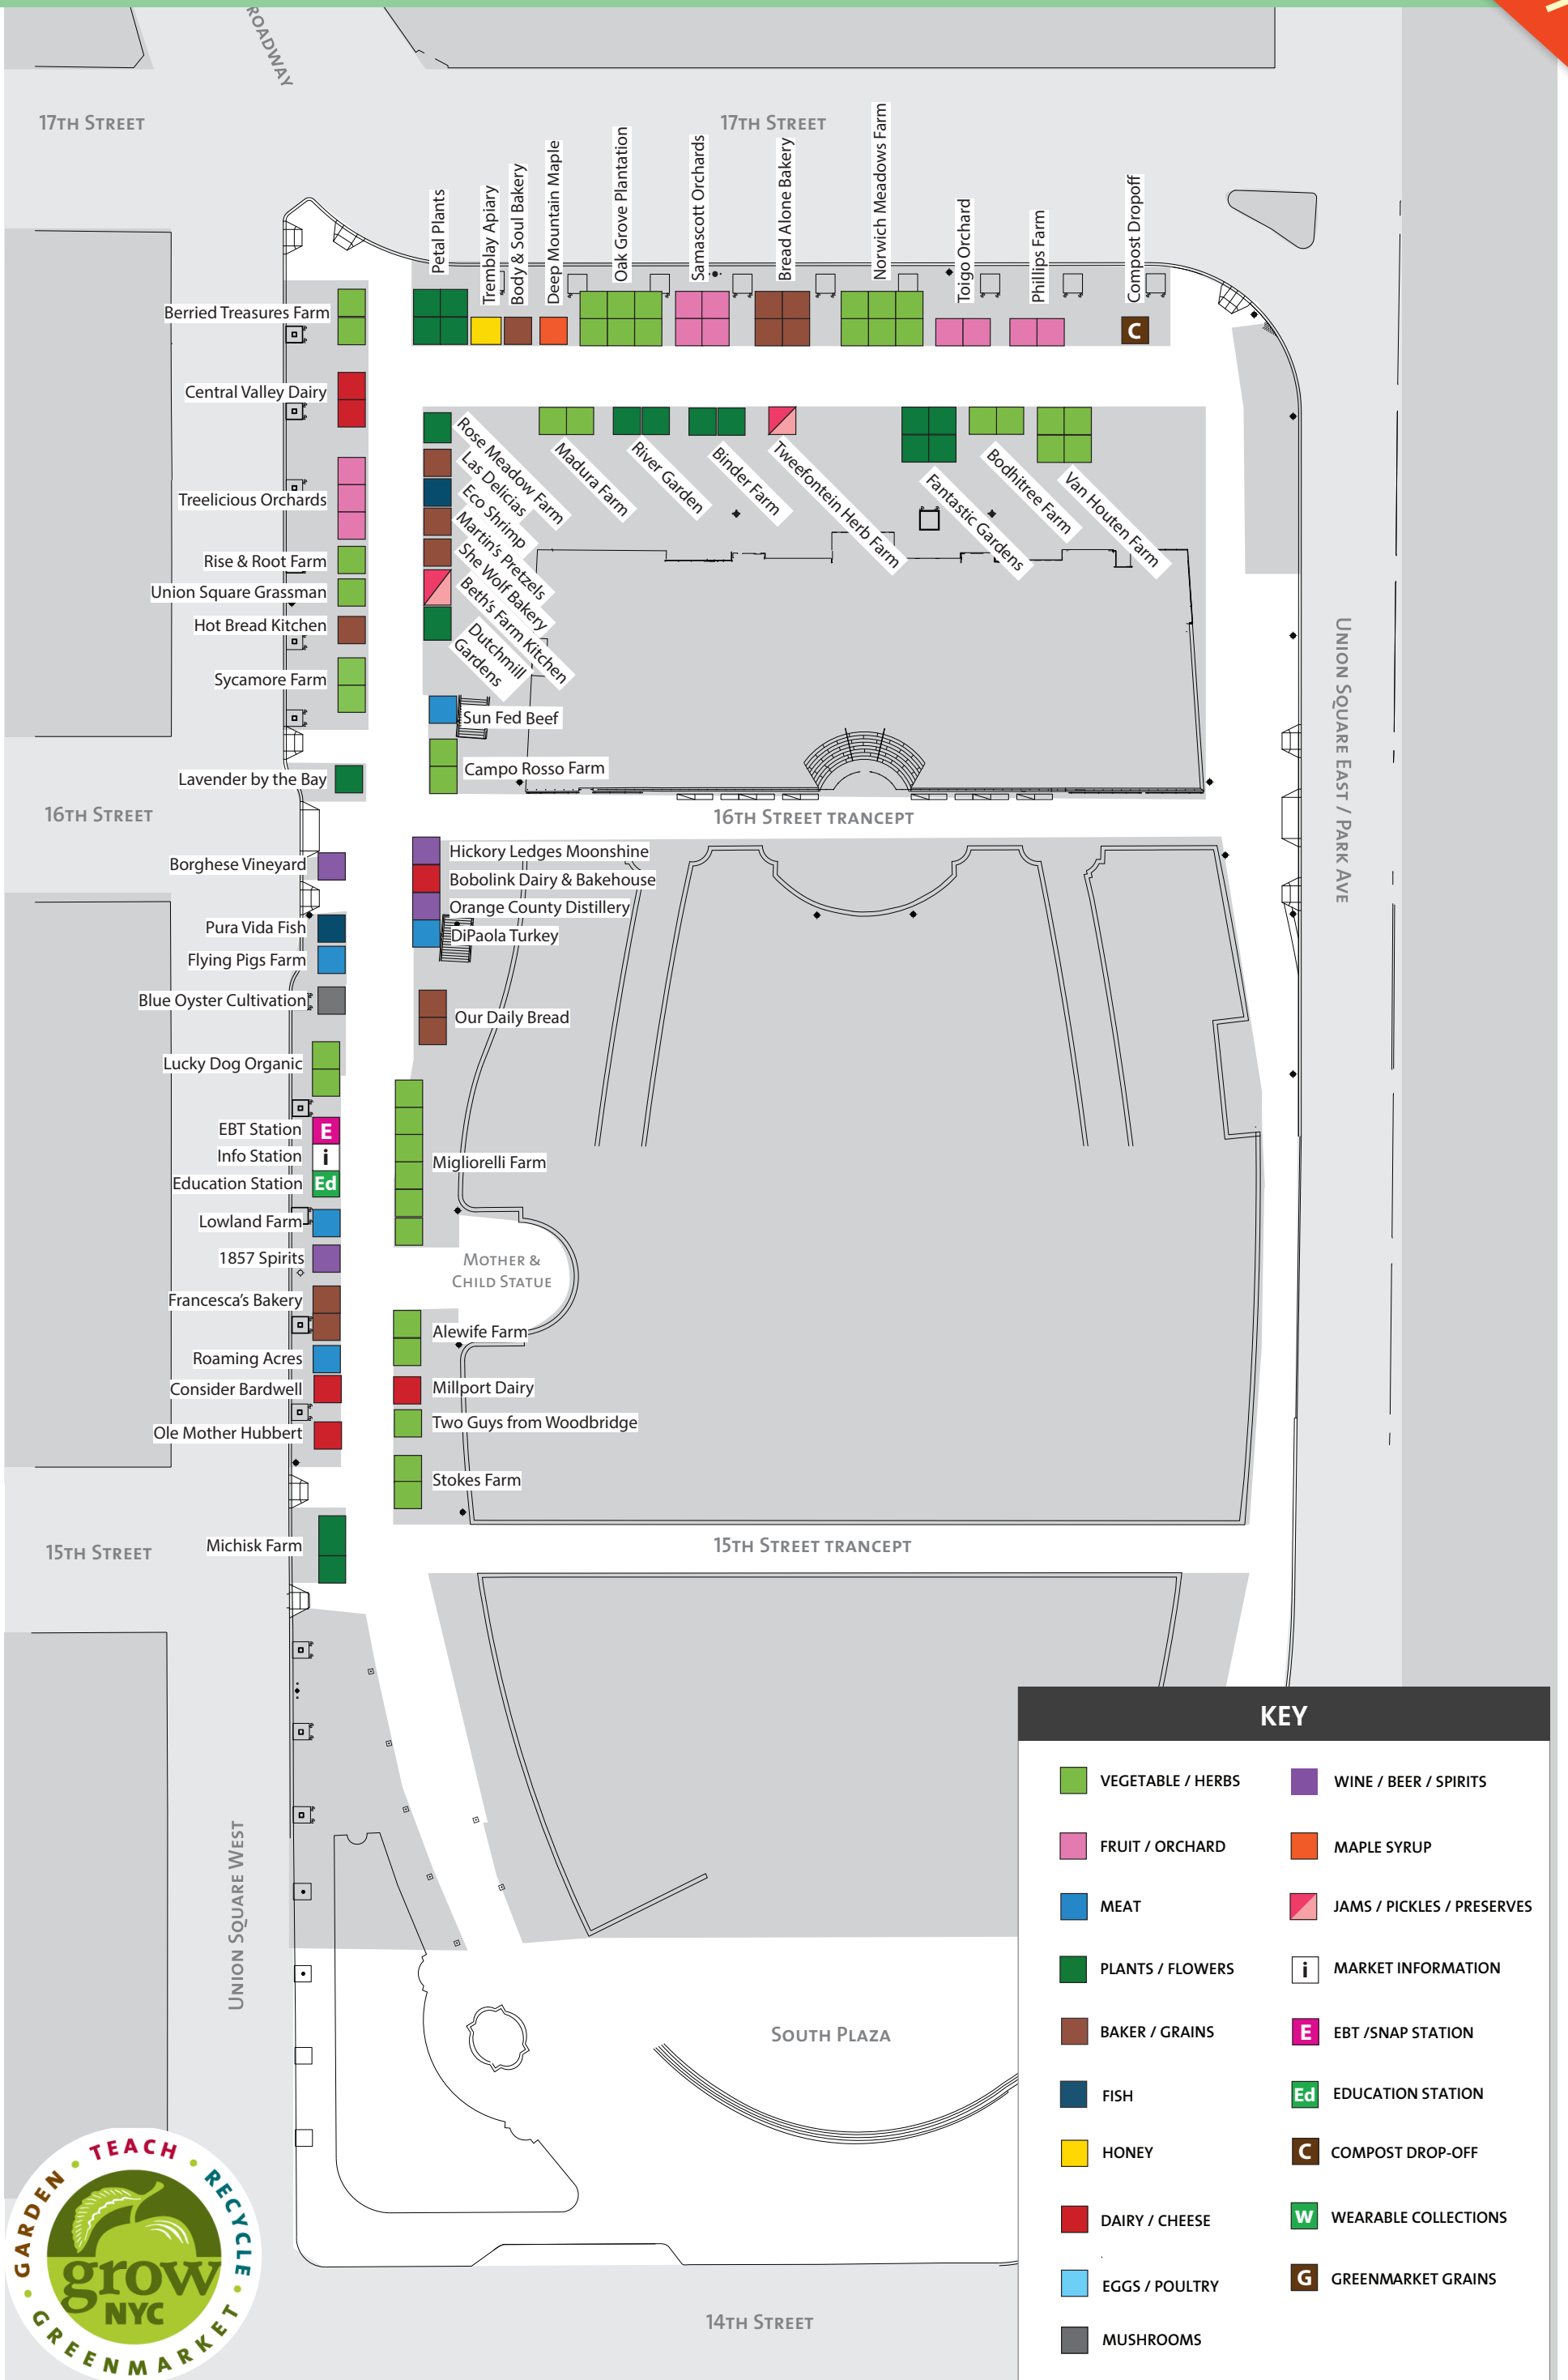 ROADWAY
17TH STREET
17TH STREET
Petal Plants
Tremblay Apiary
Body & Soul Bakery
Deep Mountain Maple
Oak Grove Plantation
Samascott Orchards
Bread Alone Bakery
Norwich Meadows Farm
Toigo Orchard
Phillips Farm
Compost Dropoff
C
Berried Treasures Farm
Central Valley Dairy
Treelicious Orchards
Rise & Root Farm
Union Square Grassman
Hot Bread Kitchen
Sycamore Farm
Lavender by the Bay
Rose Meadow Farm
Las Delicias
Eco Shrimp
Martin's Pretzels
She Wolf Bakery
Beth's Farm Kitchen
Dutchmill
Gardens
Madura Farm
River Garden
Binder Farm
Tweefontein Herb Farm
Fantastic Gardens
Bodhitree Farm
Van Houten Farm
Sun Fed Beef
Campo Rosso Farm
16TH STREET
16TH STREET TRANCEPT
UNION SQUARE EAST / PARK AVE
Borghese Vineyard
Pura Vida Fish
Flying Pigs Farm
Blue Oyster Cultivation
Lucky Dog Organic
EBT Station
E
Info Station
i
Education Station
Ed
Lowland Farm
1857 Spirits
Francesca's Bakery
Roaming Acres
Consider Bardwell
Ole Mother Hubbert
Hickory Ledges Moonshine
Bobolink Dairy & Bakehouse
Orange County Distillery
DiPaola Turkey
Our Daily Bread
Migliorelli Farm
MOTHER &
CHILD STATUE
Alewife Farm
Millport Dairy
Two Guys from Woodbridge
Stokes Farm
15TH STREET
Michisk Farm
15TH STREET TRANCEPT
UNION SQUARE WEST
SOUTH PLAZA
14TH STREET
KEY
VEGETABLE / HERBS
FRUIT / ORCHARD
MEAT
PLANTS / FLOWERS
BAKER / GRAINS
FISH
HONEY
DAIRY / CHEESE
EGGS / POULTRY
MUSHROOMS
WINE / BEER / SPIRITS
MAPLE SYRUP
JAMS / PICKLES / PRESERVES
i MARKET INFORMATION
E EBT /SNAP STATION
Ed EDUCATION STATION
C COMPOST DROP-OFF
W WEARABLE COLLECTIONS
G GREENMARKET GRAINS
GARDEN • TEACH • RECYCLE • GREENMARKET •
grow
NYC